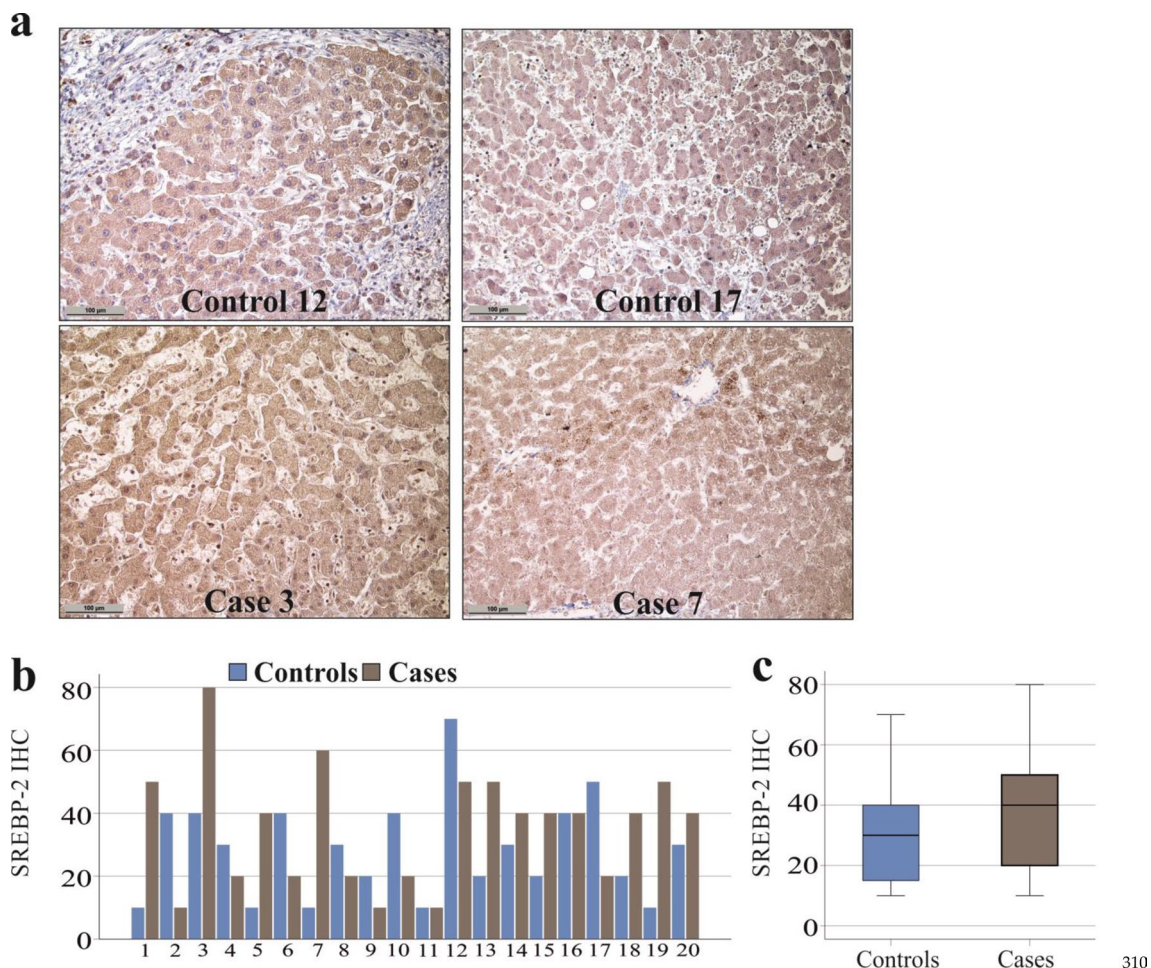 a
Control 12
Control 17
100 µm
100 µm
Case 3
Case 7
100 µm
100 µm
b
Controls Cases
SREBP-2 IHC
80
60
40
20
0
1 2 3 4 5 6 7 8 9 10 11 12 13 14 15 16 17 18 19 20
c
SREBP-2 IHC
80
60
40
20
0
Controls Cases
310